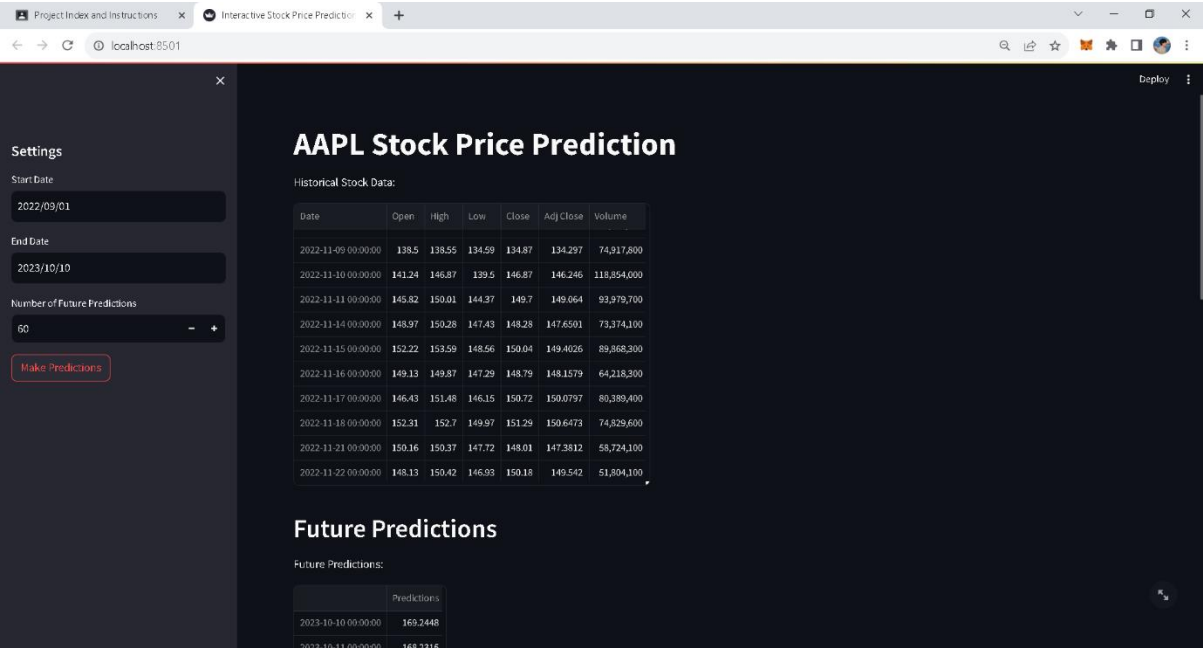 Project Index and Instructions
Interactive Stock Price Prediction
localhost:8501
Deploy
Settings
Start Date
2022/09/01
End Date
2023/10/10
Number of Future Predictions
60
Make Predictions
AAPL Stock Price Prediction
Historical Stock Data:
Date Open High Low Close Adj Close Volume
2022-11-09 00:00:00 138.5 138.55 134.59 134.87 134.297 74,917,800
2022-11-10 00:00:00 141.24 146.87 139.5 146.87 146.246 118,854,000
2022-11-11 00:00:00 145.82 150.01 144.37 149.7 149.064 93,979,700
2022-11-14 00:00:00 148.97 150.28 147.43 148.28 147.6501 73,374,100
2022-11-15 00:00:00 152.22 153.59 148.56 150.04 149.4026 89,868,300
2022-11-16 00:00:00 149.13 149.87 147.29 148.79 148.1579 64,218,300
2022-11-17 00:00:00 146.43 151.48 146.15 150.72 150.0797 80,389,400
2022-11-18 00:00:00 152.31 152.7 149.97 151.29 150.6473 74,829,600
2022-11-21 00:00:00 150.16 150.37 147.72 148.01 147.3812 58,724,100
2022-11-22 00:00:00 148.13 150.42 146.93 150.18 149.542 51,804,100
Future Predictions
Future Predictions:
Predictions
2023-10-10 00:00:00 169.2448
2023-10-11 00:00:00 168.2316